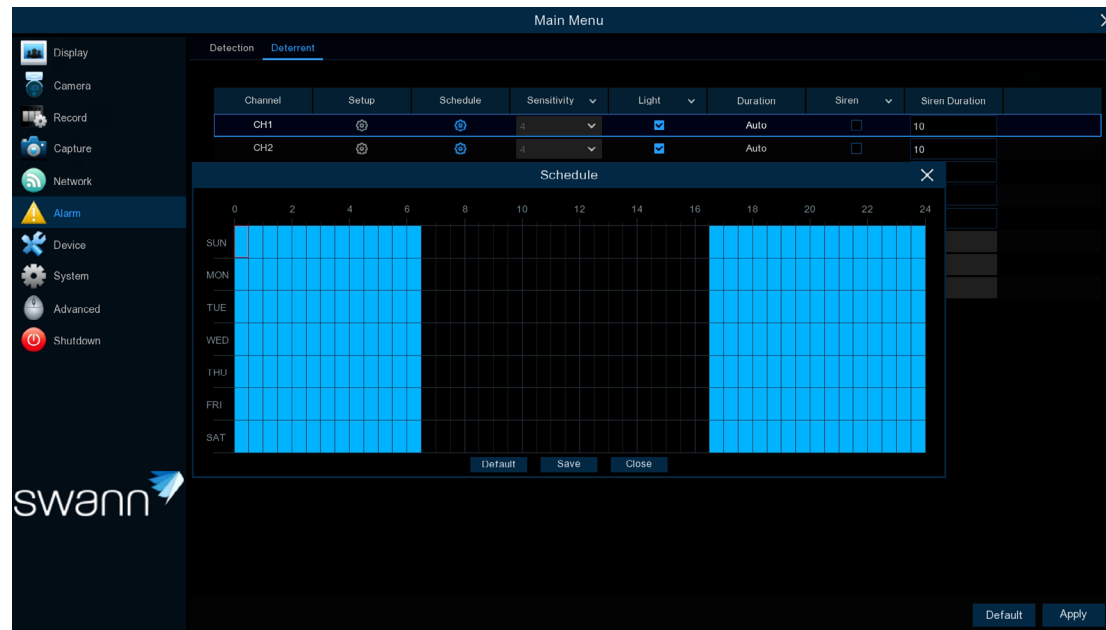 Main Menu
Display
Camera
Record
Capture
Network
Alarm
Device
System
Advanced
Shutdown
swann
Detection Deterrent
Channel Setup Schedule Sensitivity Light Duration Siren Siren Duration
CH1 4 Auto 10
CH2 4 Auto 10
Schedule
0 2 4 6 8 10 12 14 16 18 20 22 24
SUN
MON
TUE
WED
THU
FRI
SAT
Default Save Close
Default Apply